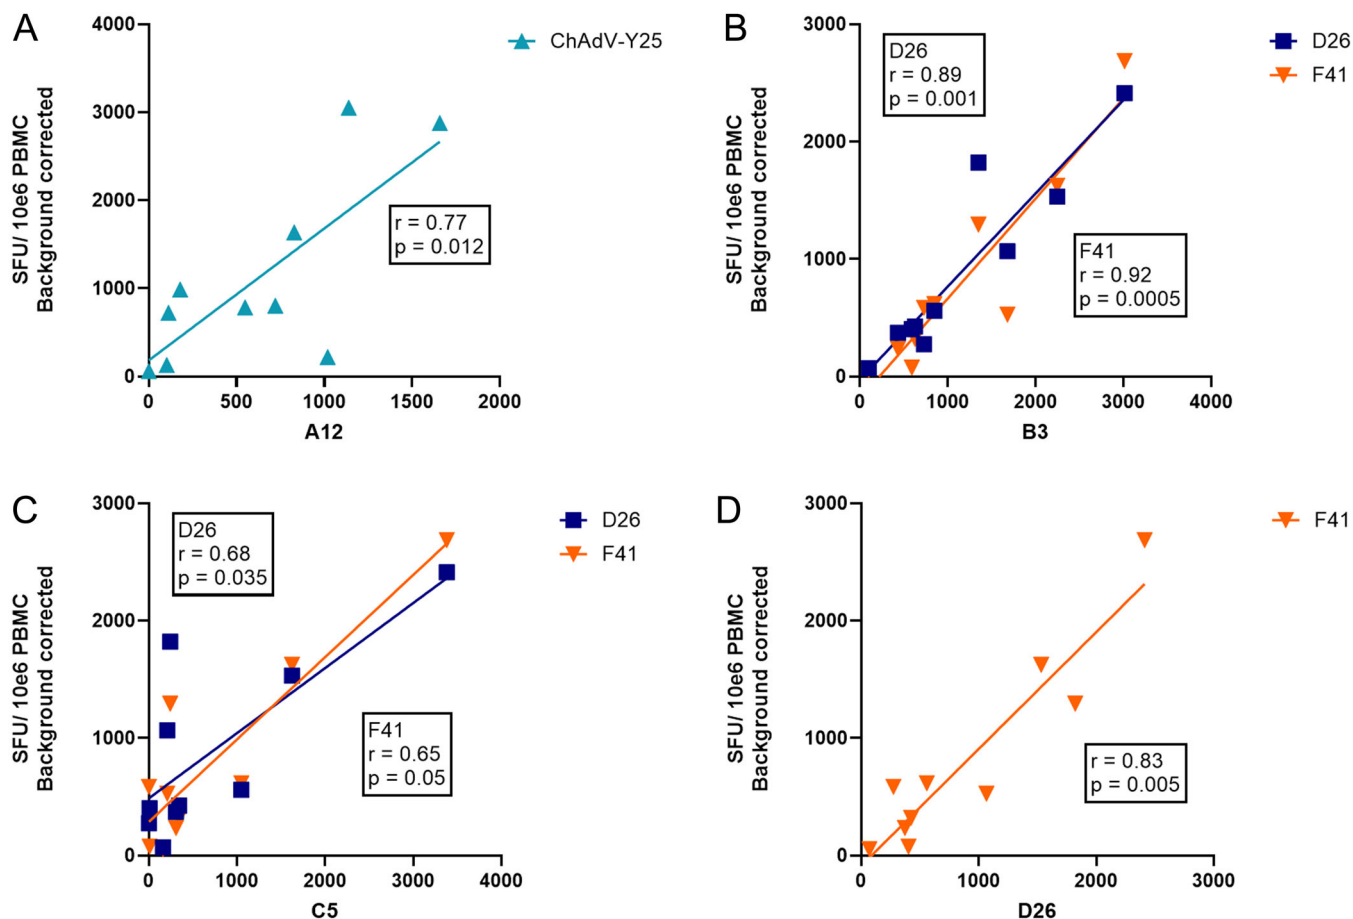 A
SFU/ 10e6 PBMC
Background corrected
4000
3000
2000
1000
0
0 500 1000 1500 2000
A12
ChAdV-Y25
r = 0.77
p = 0.012
B
SFU/ 10e6 PBMC
Background corrected
3000
2000
1000
0
0 1000 2000 3000 4000
B3
D26
F41
D26
r = 0.89
p = 0.001
F41
r = 0.92
p = 0.0005
C
SFU/ 10e6 PBMC
Background corrected
3000
2000
1000
0
0 1000 2000 3000 4000
C5
D26
F41
D26
r = 0.68
p = 0.035
F41
r = 0.65
p = 0.05
D
SFU/ 10e6 PBMC
Background corrected
3000
2000
1000
0
0 1000 2000 3000
D26
F41
r = 0.83
p = 0.005